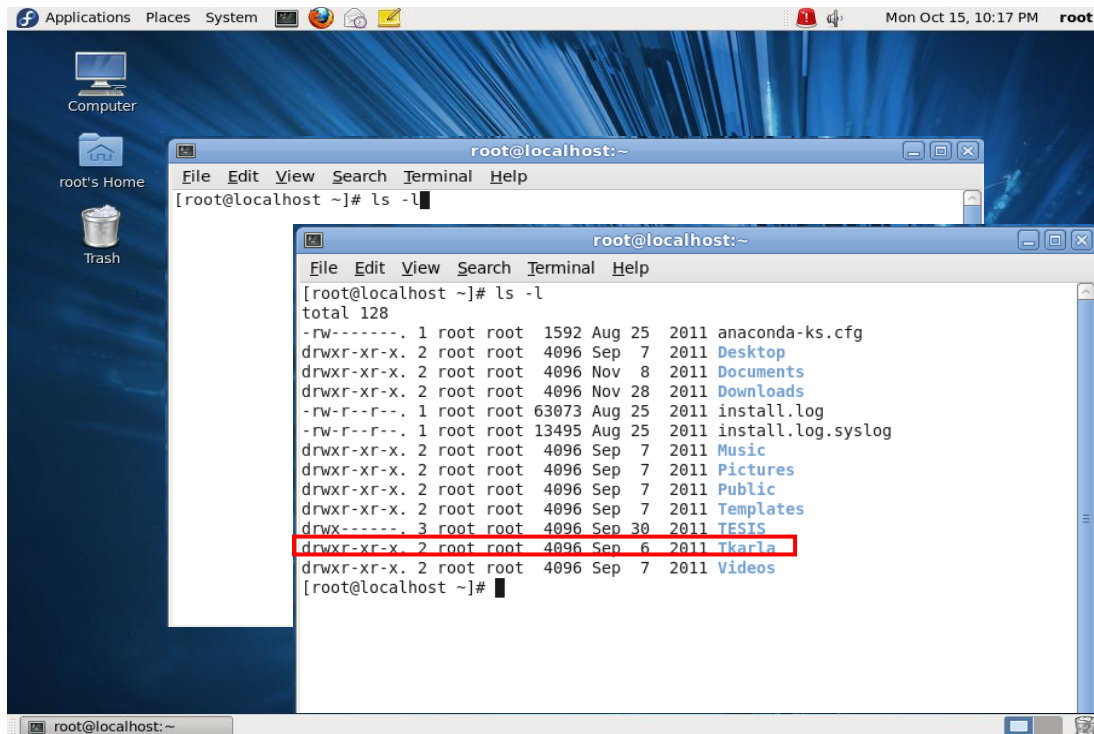 Applications Places System Mon Oct 15, 10:17 PM root
Computer
root's Home
Trash
root@localhost:~
File Edit View Search Terminal Help
[root@localhost ~]# ls -l
root@localhost:~
File Edit View Search Terminal Help
[root@localhost ~]# ls -l
total 128
-rw-------. 1 root root  1592 Aug 25  2011 anaconda-ks.cfg
drwxr-xr-x. 2 root root  4096 Sep  7  2011 Desktop
drwxr-xr-x. 2 root root  4096 Nov  8  2011 Documents
drwxr-xr-x. 2 root root  4096 Nov 28  2011 Downloads
-rw-r--r--. 1 root root 63073 Aug 25  2011 install.log
-rw-r--r--. 1 root root 13495 Aug 25  2011 install.log.syslog
drwxr-xr-x. 2 root root  4096 Sep  7  2011 Music
drwxr-xr-x. 2 root root  4096 Sep  7  2011 Pictures
drwxr-xr-x. 2 root root  4096 Sep  7  2011 Public
drwxr-xr-x. 2 root root  4096 Sep  7  2011 Templates
drwx------. 3 root root  4096 Sep 30  2011 TESIS
drwxr-xr-x. 2 root root  4096 Sep  6  2011 Tkarla
drwxr-xr-x. 2 root root  4096 Sep  7  2011 Videos
[root@localhost ~]#
root@localhost:~